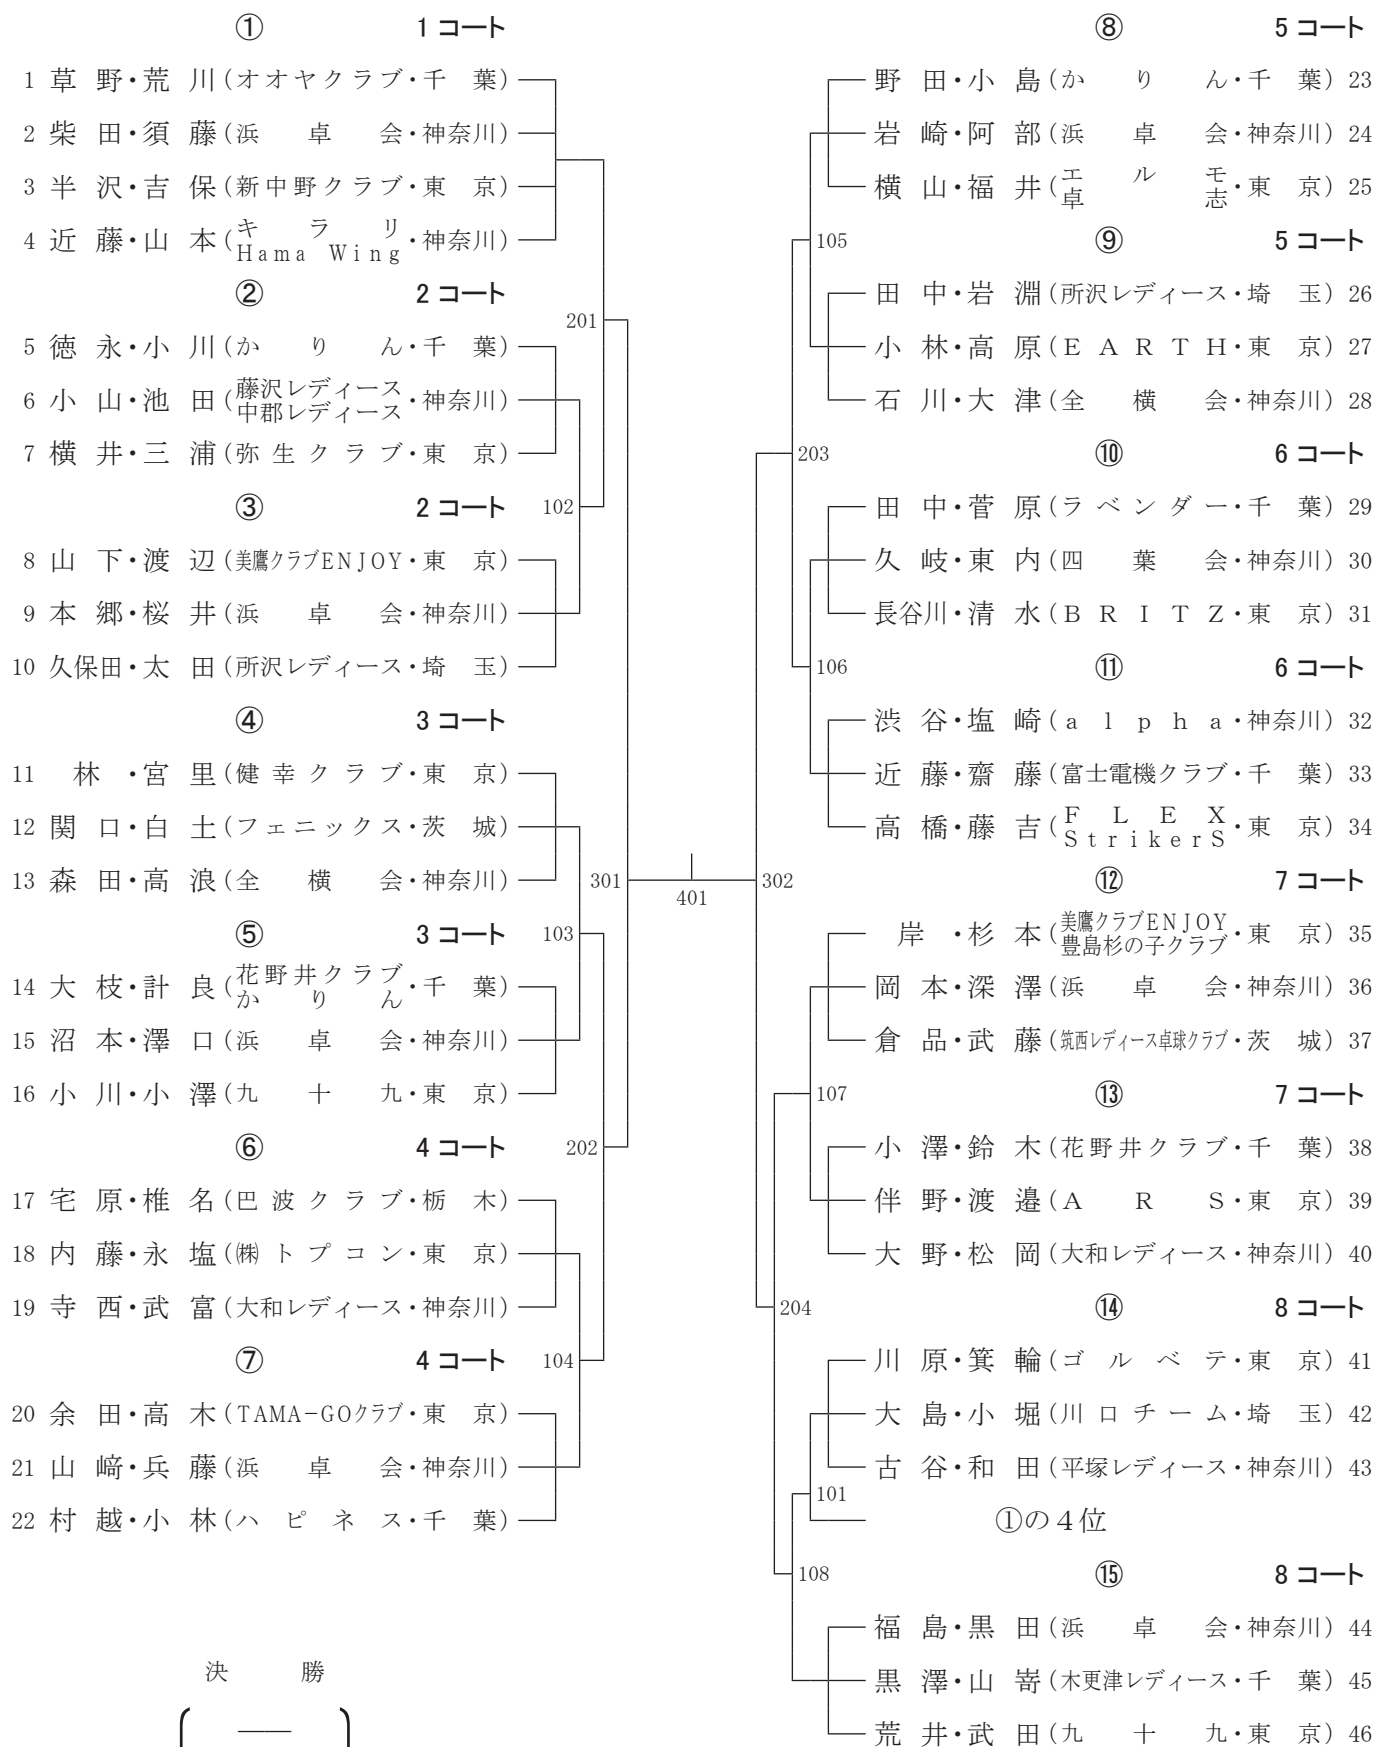 ① 1コート
1 草野・荒川(オオヤクラブ・千葉)
2 柴田・須藤(浜卓会・神奈川)
3 半沢・吉保(新中野クラブ・東京)
4 近藤・山本(キラリ Hama Wing・神奈川)
② 2コート
201
5 徳永・小川(かりん・千葉)
6 小山・池田(藤沢レディース 中郡レディース・神奈川)
7 横井・三浦(弥生クラブ・東京)
③ 2コート
102
8 山下・渡辺(美鷹クラブENJOY・東京)
9 本郷・桜井(浜卓会・神奈川)
10 久保田・太田(所沢レディース・埼玉)
④ 3コート
11 林・宮里(健幸クラブ・東京)
12 関口・白土(フェニックス・茨城)
13 森田・高浪(全横会・神奈川)
301
⑤ 3コート
103
14 大枝・計良(花野井クラブ かりん・千葉)
15 沼本・澤口(浜卓会・神奈川)
16 小川・小澤(九十九・東京)
⑥ 4コート
202
17 宅原・椎名(巴波クラブ・栃木)
18 内藤・永塩(㈱トプコン・東京)
19 寺西・武富(大和レディース・神奈川)
⑦ 4コート
104
20 余田・高木(TAMA-GOクラブ・東京)
21 山﨑・兵藤(浜卓会・神奈川)
22 村越・小林(ハピネス・千葉)
決勝
401
⑧ 5コート
野田・小島(かりん・千葉) 23
岩崎・阿部(浜卓会・神奈川) 24
横山・福井(エルモ 卓志・東京) 25
105
⑨ 5コート
田中・岩淵(所沢レディース・埼玉) 26
小林・高原(EARTH・東京) 27
石川・大津(全横会・神奈川) 28
203
⑩ 6コート
田中・菅原(ラベンダー・千葉) 29
久岐・東内(四葉会・神奈川) 30
長谷川・清水(BRITZ・東京) 31
106
⑪ 6コート
渋谷・塩崎(alpha・神奈川) 32
近藤・齋藤(富士電機クラブ・千葉) 33
高橋・藤吉(FLEX StrikerS・東京) 34
302
⑫ 7コート
岸・杉本(美鷹クラブENJOY 豊島杉の子クラブ・東京) 35
岡本・深澤(浜卓会・神奈川) 36
倉品・武藤(筑西レディース卓球クラブ・茨城) 37
107
⑬ 7コート
小澤・鈴木(花野井クラブ・千葉) 38
伴野・渡邉(ARS・東京) 39
大野・松岡(大和レディース・神奈川) 40
204
⑭ 8コート
川原・箕輪(ゴルベテ・東京) 41
大島・小堀(川口チーム・埼玉) 42
古谷・和田(平塚レディース・神奈川) 43
101
①の4位
108
⑮ 8コート
福島・黒田(浜卓会・神奈川) 44
黒澤・山嵜(木更津レディース・千葉) 45
荒井・武田(九十九・東京) 46